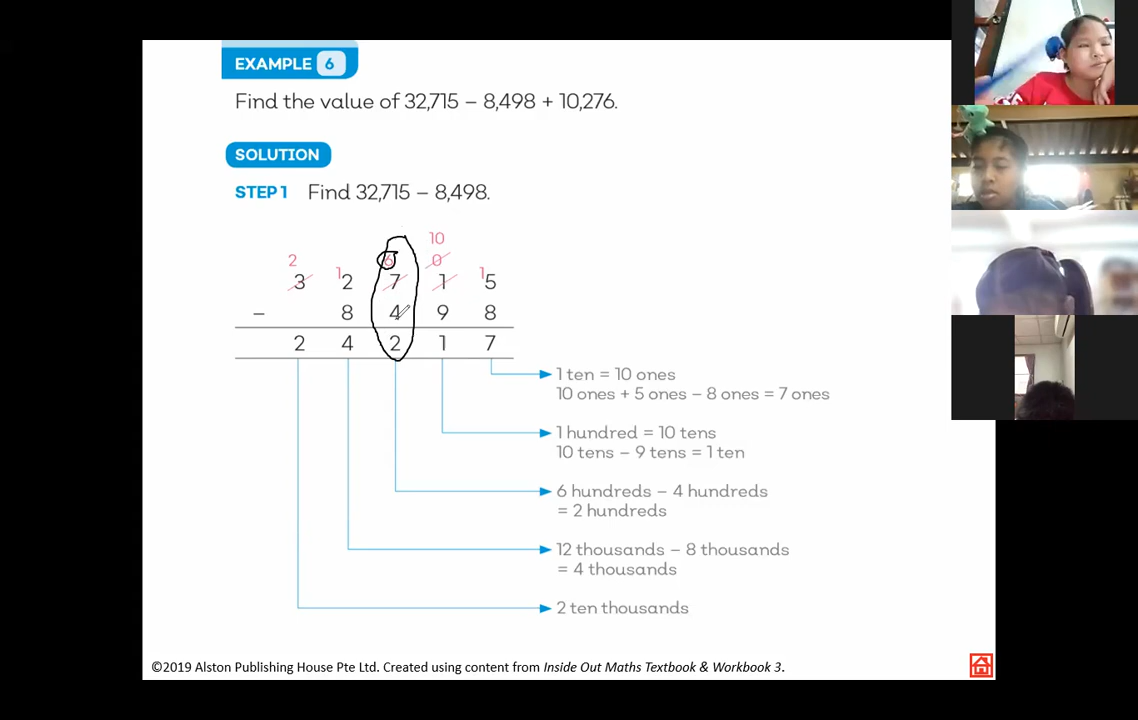 EXAMPLE 6
Find the value of 32,715 – 8,498 + 10,276.
SOLUTION
STEP 1 Find 32,715 – 8,498.
10
2 6 0
3 12 7 1 15
– 8 4 9 8
2 4 2 1 7
1 ten = 10 ones
10 ones + 5 ones – 8 ones = 7 ones
1 hundred = 10 tens
10 tens – 9 tens = 1 ten
6 hundreds – 4 hundreds
= 2 hundreds
12 thousands – 8 thousands
= 4 thousands
2 ten thousands
©2019 Alston Publishing House Pte Ltd. Created using content from Inside Out Maths Textbook & Workbook 3.